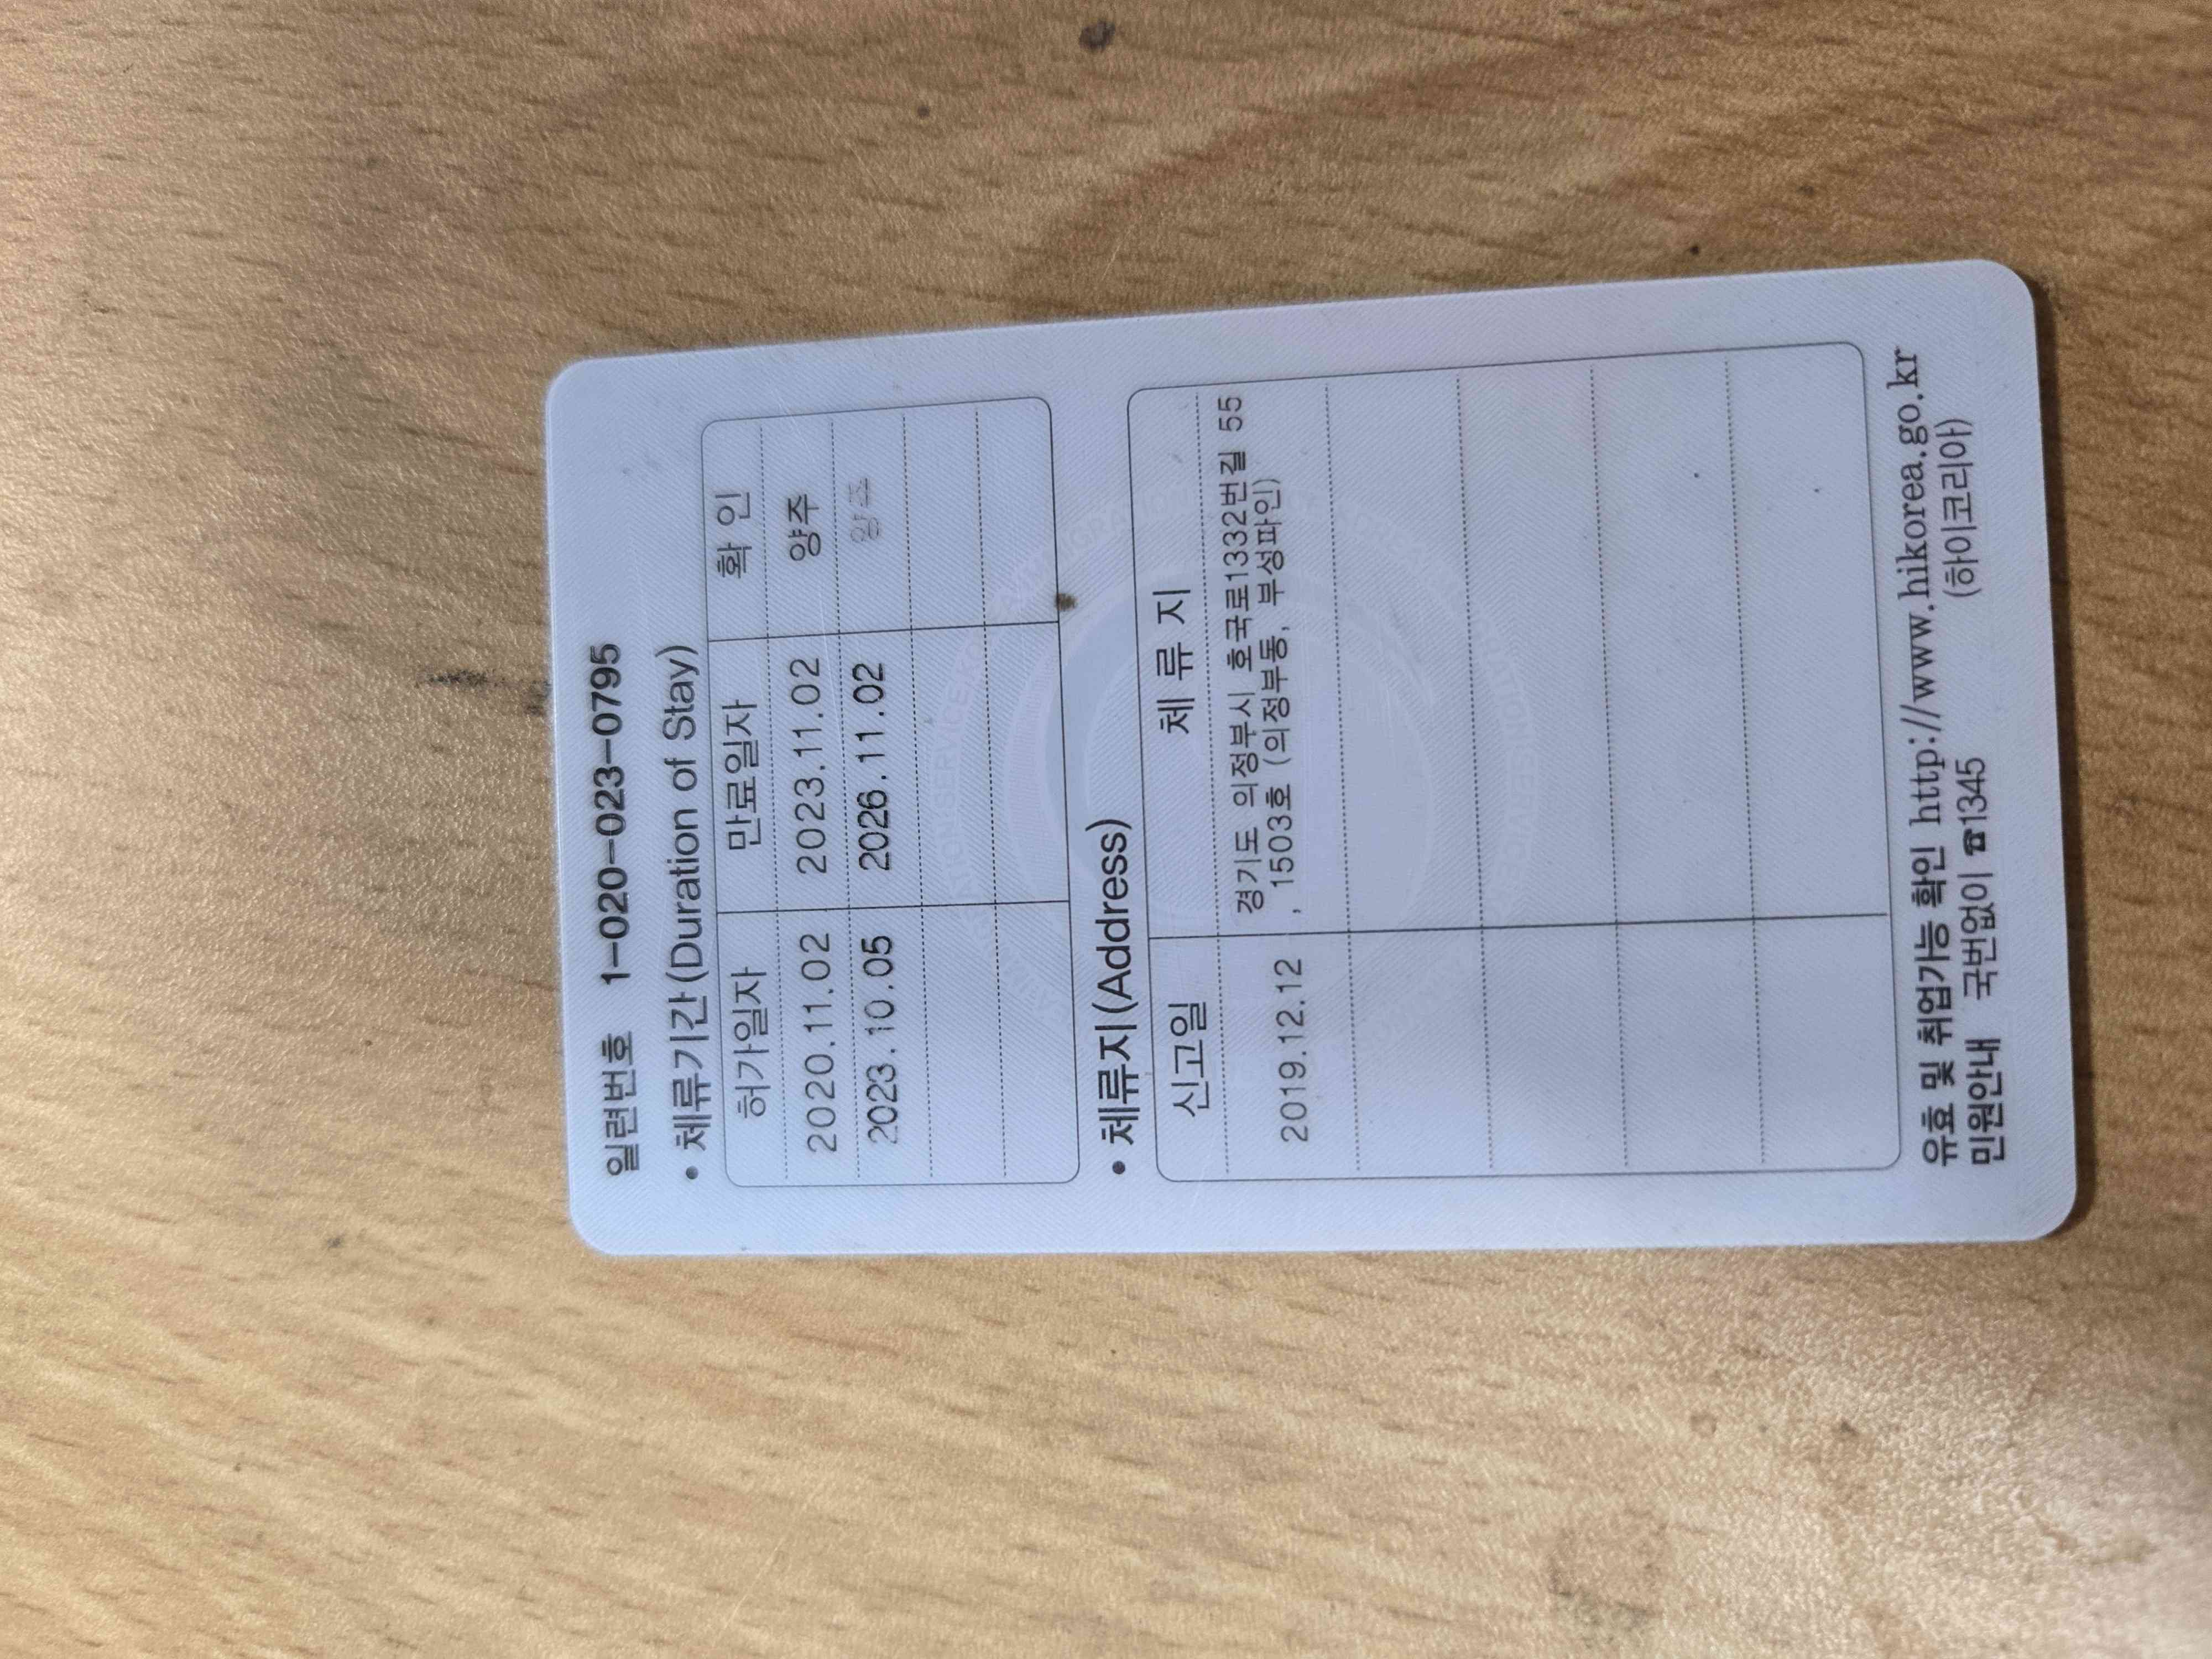 일련번호 1-020-023-0795
• 체류기간(Duration of Stay)
허가일자 만료일자 확 인
2020.11.02 2023.11.02 양주
2023.10.05 2026.11.02 양주
• 체류지(Address)
신고일 체 류 지
2019.12.12 경기도 의정부시 호국로1332번길 55
, 1503호 (의정부동, 부성파인)
유효 및 취업가능 확인 http://www.hikorea.go.kr
민원안내 국번없이 ☎1345 (하이코리아)